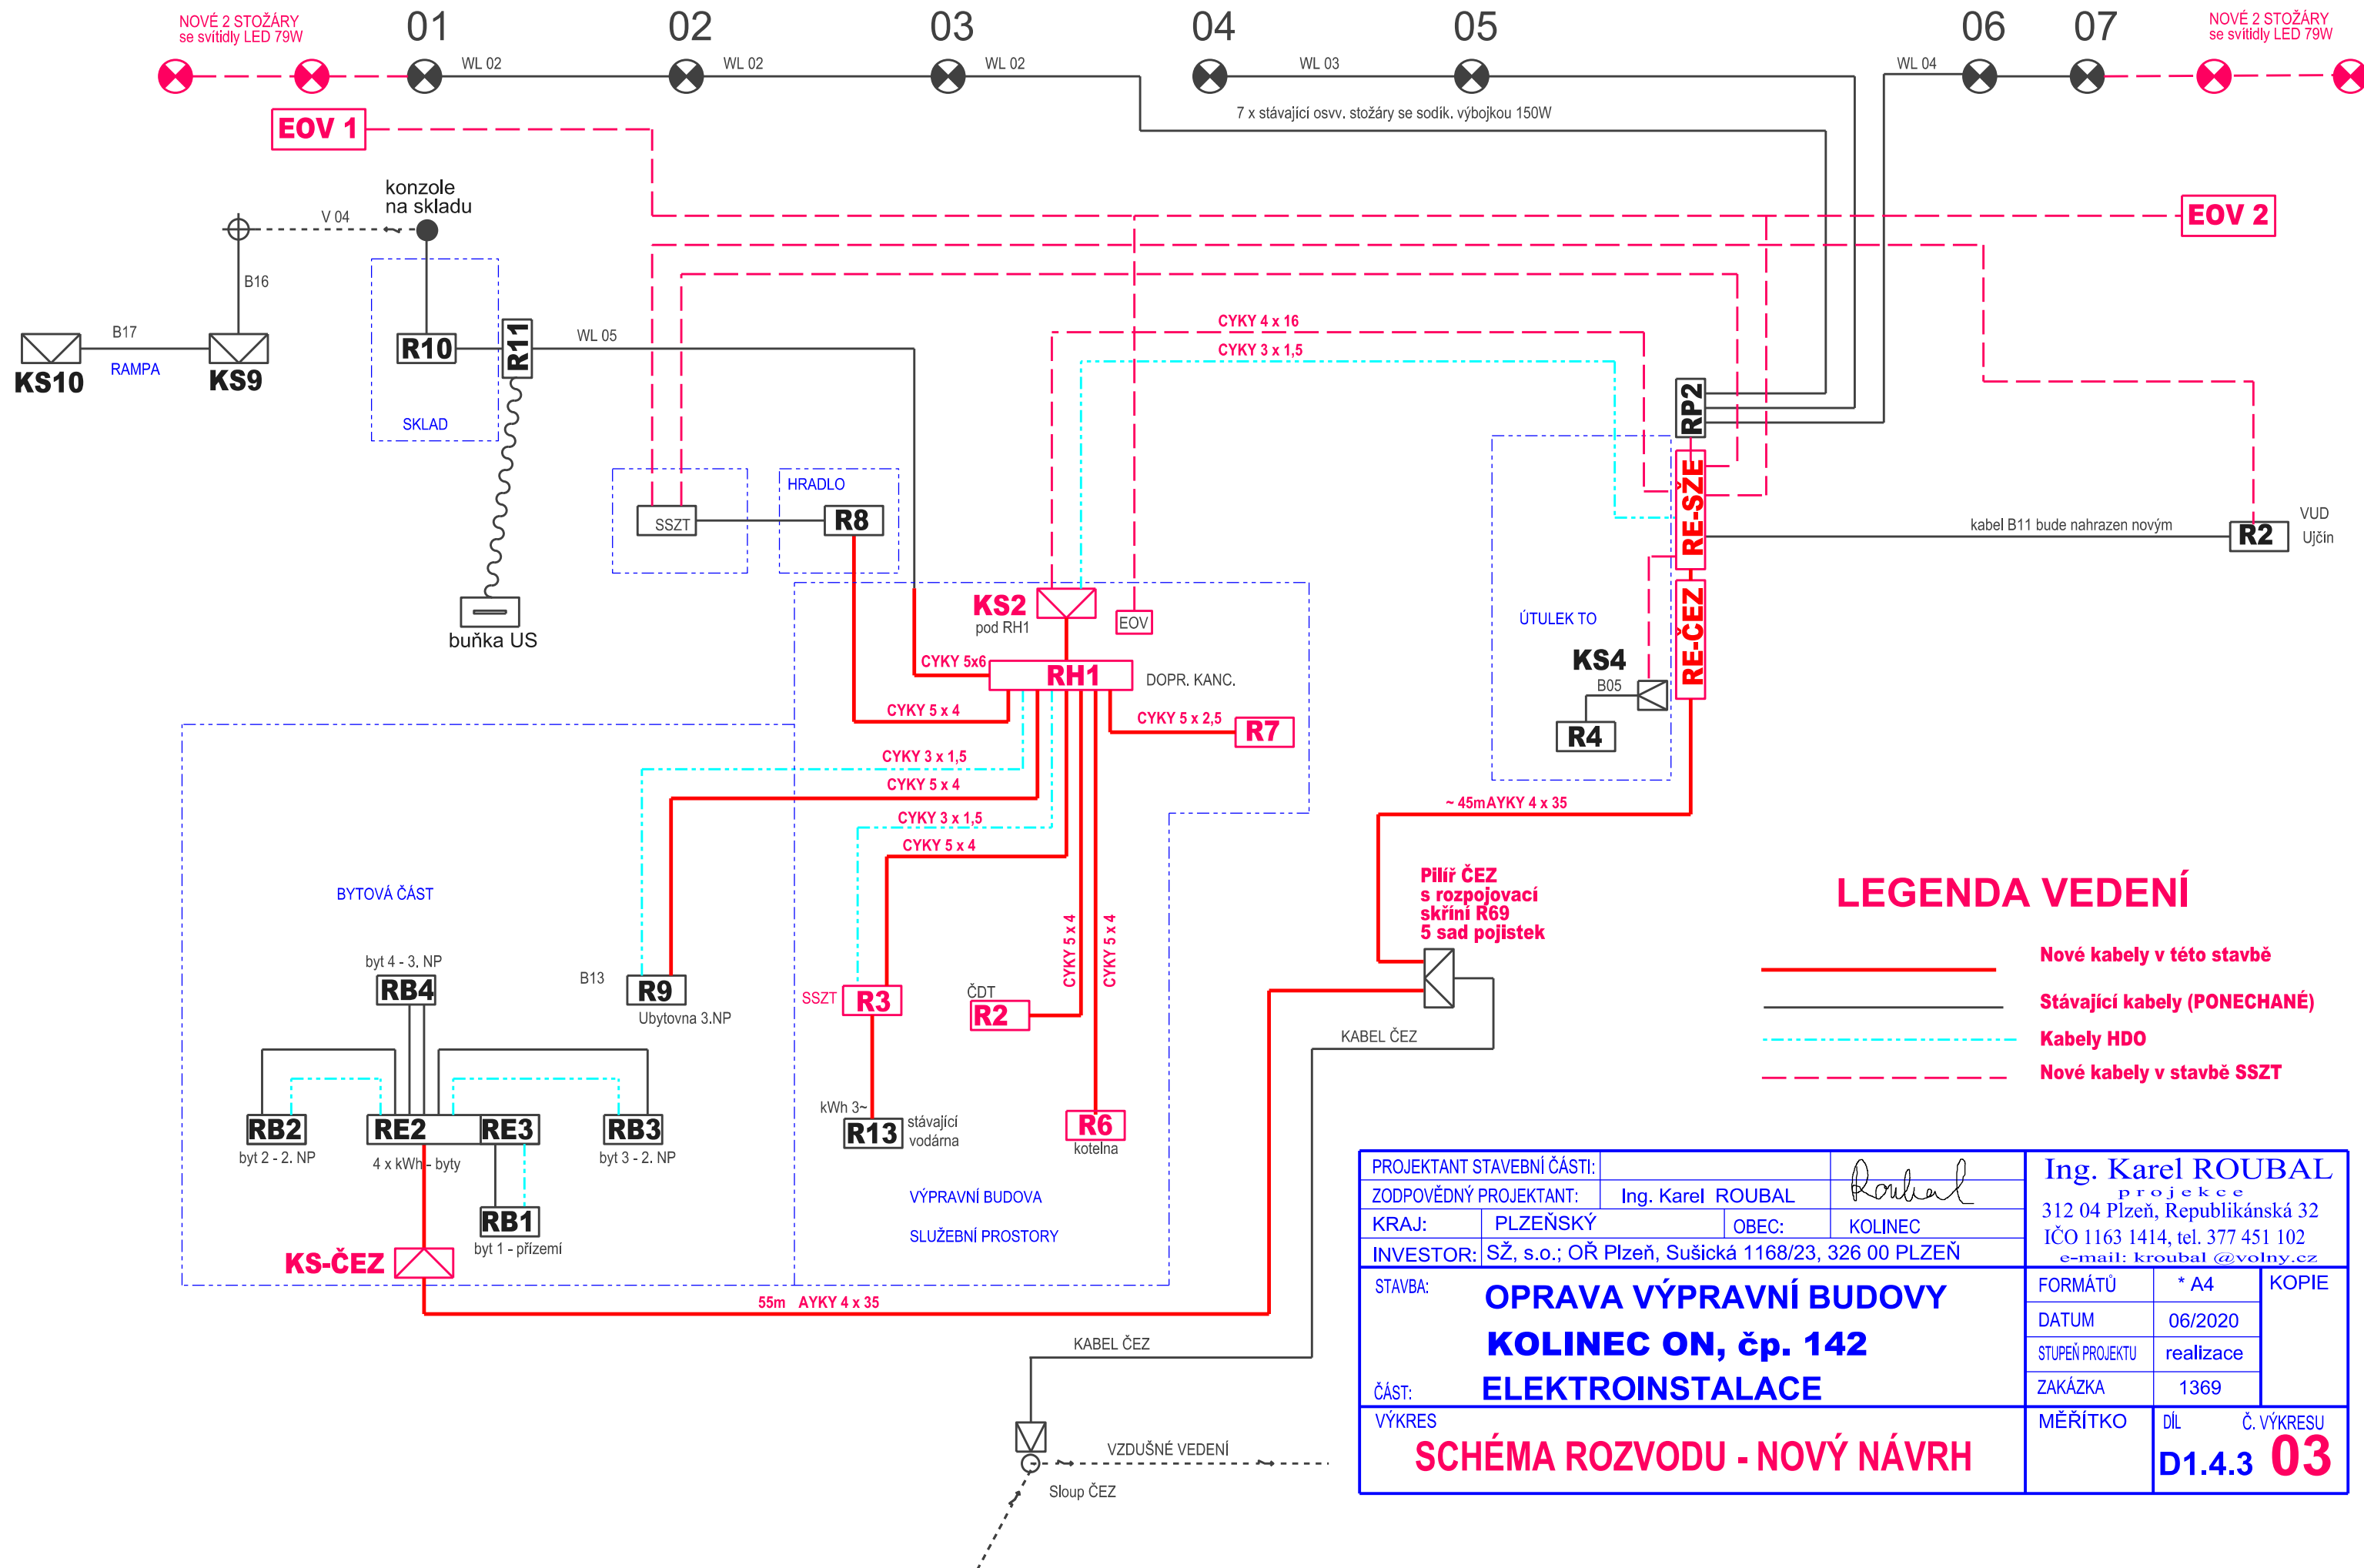 NOVÉ 2 STOŽÁRY
se svítidly LED 79W
01
02
03
04
05
06
07
NOVÉ 2 STOŽÁRY
se svítidly LED 79W
WL 02
WL 02
WL 02
WL 03
WL 04
7 x stávající osvv. stožáry se sodík. výbojkou 150W
EOV 1
EOV 2
konzole
na skladu
V 04
B16
B17
RAMPA
KS10
KS9
R10
R11
WL 05
SKLAD
buňka US
CYKY 4 x 16
CYKY 3 x 1,5
RP2
RE-SŽE
RE-ČEZ
kabel B11 bude nahrazen novým
R2
VUD
Ujčín
HRADLO
SSZT
R8
KS2
pod RH1
EOV
CYKY 5x6
RH1
DOPR. KANC.
ÚTULEK TO
KS4
B05
R4
CYKY 5 x 4
CYKY 5 x 2,5
R7
CYKY 3 x 1,5
CYKY 5 x 4
CYKY 3 x 1,5
CYKY 5 x 4
~ 45mAYKY 4 x 35
BYTOVÁ ČÁST
Pilíř ČEZ
s rozpojovací
skříní R69
5 sad pojistek
LEGENDA VEDENÍ
Nové kabely v této stavbě
Stávající kabely (PONECHANÉ)
Kabely HDO
Nové kabely v stavbě SSZT
CYKY 5 x 4
CYKY 5 x 4
byt 4 - 3. NP
RB4
B13
R9
Ubytovna 3.NP
SSZT
R3
ČDT
R2
KABEL ČEZ
kWh 3~
R13
stávající
vodárna
R6
kotelna
RB2
byt 2 - 2. NP
RE2
RE3
4 x kWh - byty
RB3
byt 3 - 2. NP
RB1
byt 1 - přízemí
KS-ČEZ
VÝPRAVNÍ BUDOVA
SLUŽEBNÍ PROSTORY
55m AYKY 4 x 35
KABEL ČEZ
VZDUŠNÉ VEDENÍ
Sloup ČEZ
PROJEKTANT STAVEBNÍ ČÁSTI:
ZODPOVĚDNÝ PROJEKTANT: Ing. Karel ROUBAL
Roubal
KRAJ: PLZEŇSKÝ OBEC: KOLINEC
INVESTOR: SŽ, s.o.; OŘ Plzeň, Sušická 1168/23, 326 00 PLZEŇ
Ing. Karel ROUBAL
projekce
312 04 Plzeň, Republikánská 32
IČO 1163 1414, tel. 377 451 102
e-mail: kroubal @volny.cz
STAVBA:
OPRAVA VÝPRAVNÍ BUDOVY
KOLINEC ON, čp. 142
ČÁST: ELEKTROINSTALACE
FORMÁTŮ * A4 KOPIE
DATUM 06/2020
STUPEŇ PROJEKTU realizace
ZAKÁZKA 1369
VÝKRES
SCHÉMA ROZVODU - NOVÝ NÁVRH
MĚŘÍTKO
DÍL Č. VÝKRESU
D1.4.3 03